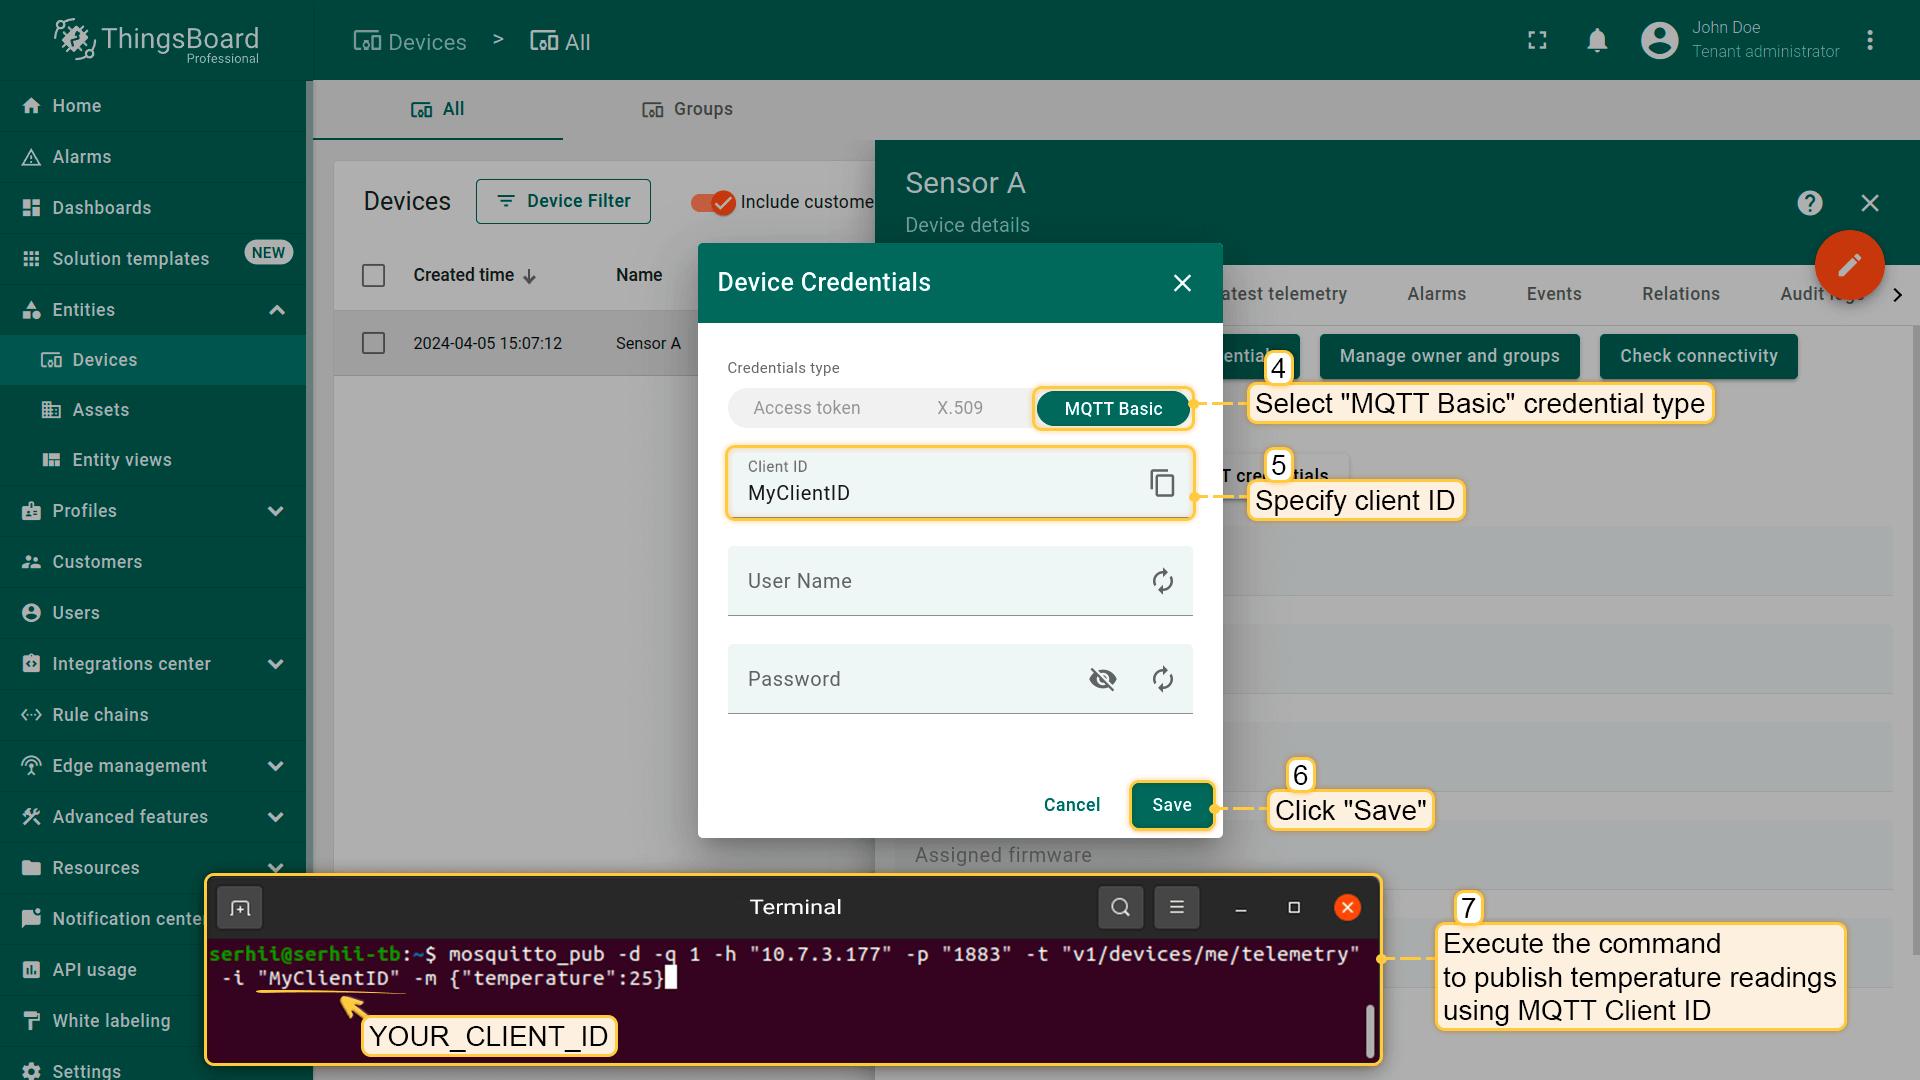 ThingsBoard
Professional
Devices > All
John Doe
Tenant administrator
Home
Alarms
Dashboards
Solution templates NEW
Entities
Devices
Assets
Entity views
Profiles
Customers
Users
Integrations center
Rule chains
Edge management
Advanced features
Resources
Notification cente
API usage
White labeling
Settings
All Groups
Devices Device Filter Include custome
Created time Name
2024-04-05 15:07:12 Sensor A
Sensor A
Device details
atest telemetry Alarms Events Relations Audit logs
ential Manage owner and groups Check connectivity
T credentials
Assigned firmware
Device Credentials
Credentials type
Access token X.509 MQTT Basic
Client ID
MyClientID
User Name
Password
Cancel Save
4
Select "MQTT Basic" credential type
5
Specify client ID
6
Click "Save"
Terminal
serhii@serhii-tb:~$ mosquitto_pub -d -q 1 -h "10.7.3.177" -p "1883" -t "v1/devices/me/telemetry"
-i "MyClientID" -m {"temperature":25}
YOUR_CLIENT_ID
7
Execute the command
to publish temperature readings
using MQTT Client ID